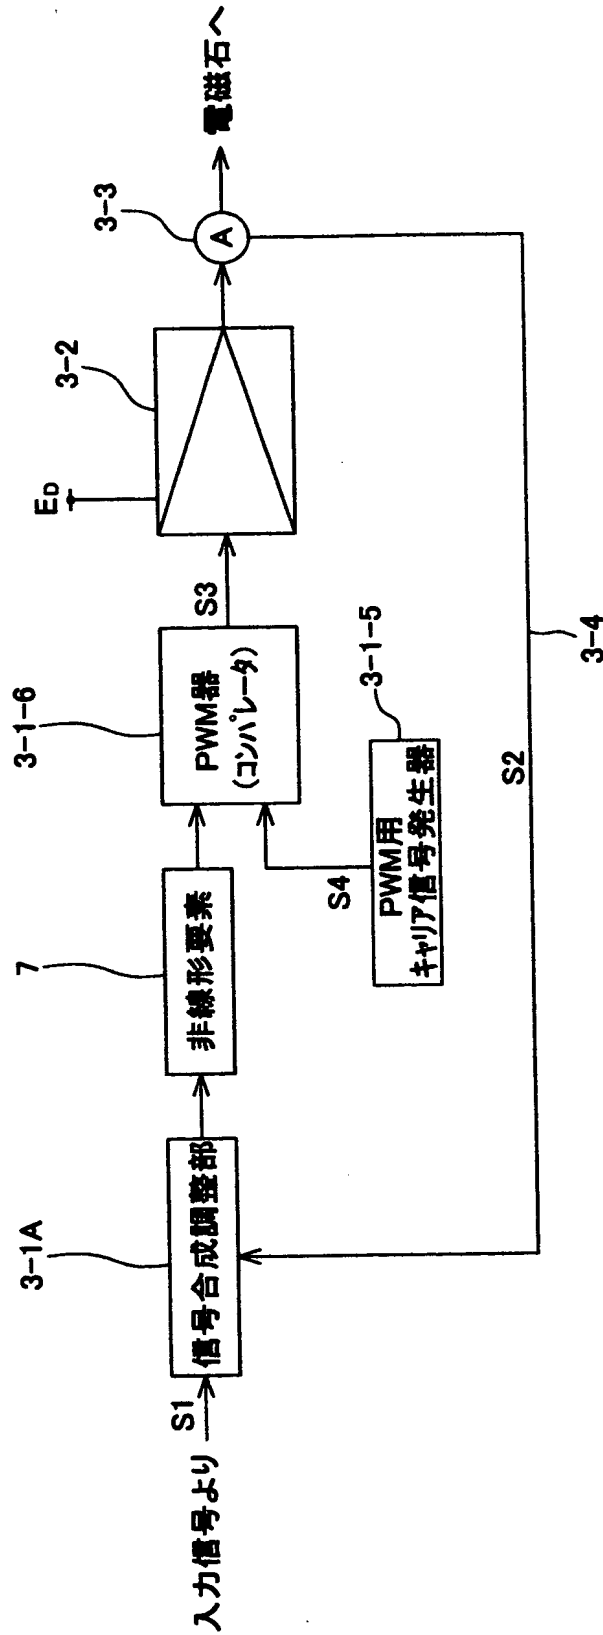 入力信号より
S1
3-1A
信号合成調整部
7
非線形要素
3-1-6
PWM器
(コンパレータ)
S4
3-1-5
PWM用
キャリア信号発生器
S3
ED
3-2
3-3
A
電磁石へ
S2
3-4